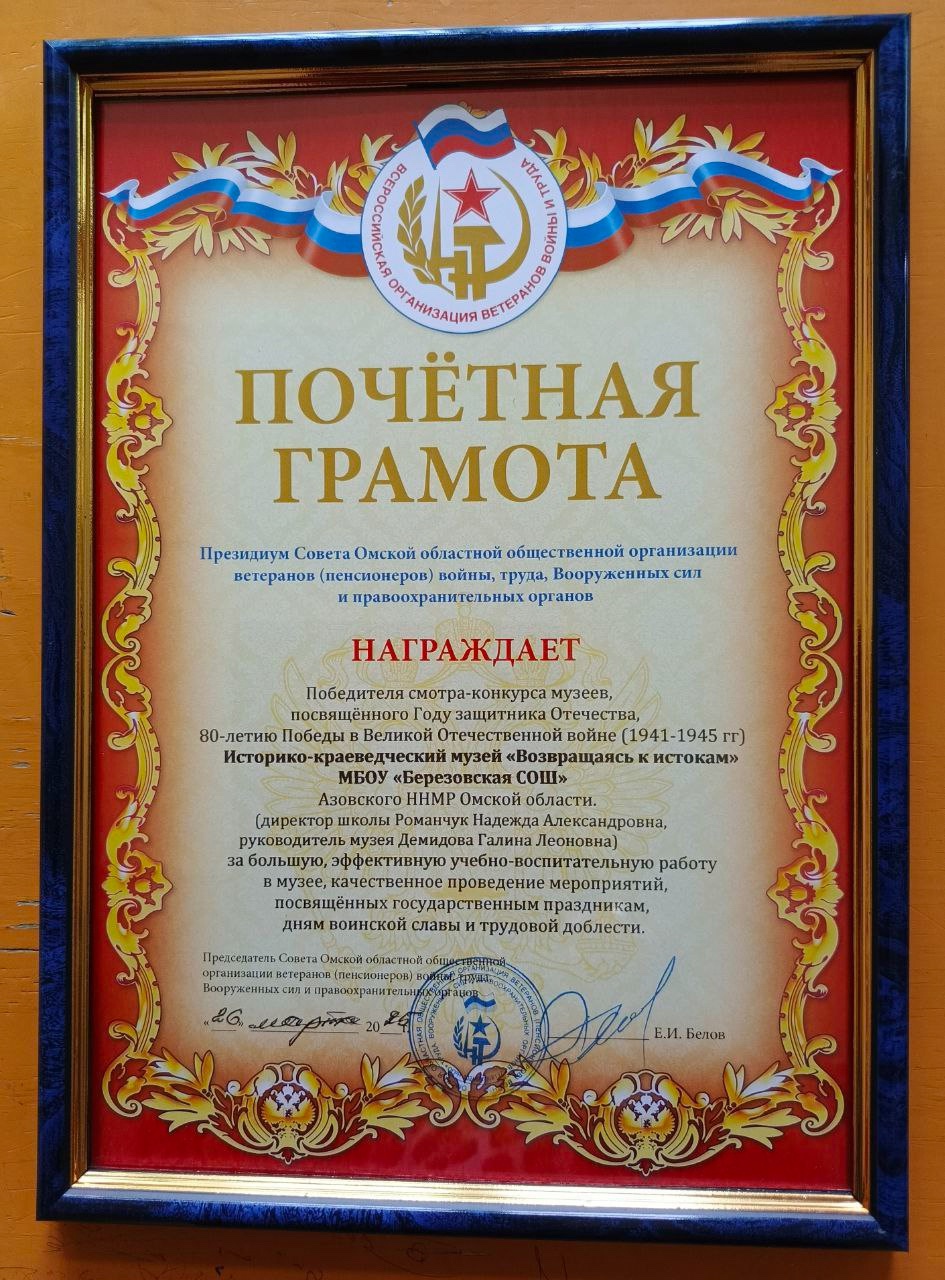 ВСЕРОССИЙСКАЯ ОРГАНИЗАЦИЯ ВЕТЕРАНОВ ВОЙНЫ И ТРУДА
ПОЧЁТНАЯ
ГРАМОТА
Президиум Совета Омской областной общественной организации
ветеранов (пенсионеров) войны, труда, Вооруженных сил
и правоохранительных органов
НАГРАЖДАЕТ
Победителя смотра-конкурса музеев,
посвящённого Году защитника Отечества,
80-летию Победы в Великой Отечественной войне (1941-1945 гг)
Историко-краеведческий музей «Возвращаясь к истокам»
МБОУ «Березовская СОШ»
Азовского ННМР Омской области.
(директор школы Романчук Надежда Александровна,
руководитель музея Демидова Галина Леоновна)
за большую, эффективную учебно-воспитательную работу
в музее, качественное проведение мероприятий,
посвящённых государственным праздникам,
дням воинской славы и трудовой доблести.
Председатель Совета Омской областной общественной
организации ветеранов (пенсионеров) войны, труда,
Вооруженных сил и правоохранительных органов
«26» марта 20
Е.И. Белов